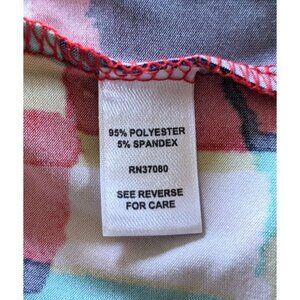 95% POLYESTER
5% SPANDEX
RN37080
SEE REVERSE
FOR CARE